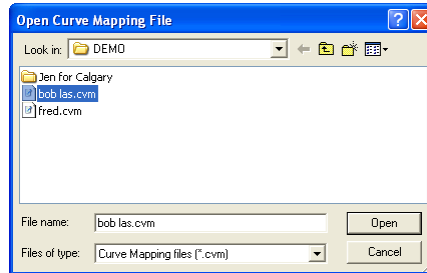 Open Curve Mapping File
Look in: DEMO
Jen for Calgary
bob las.cvm
fred.cvm
File name: bob las.cvm Open
Files of type: Curve Mapping files (*.cvm) Cancel